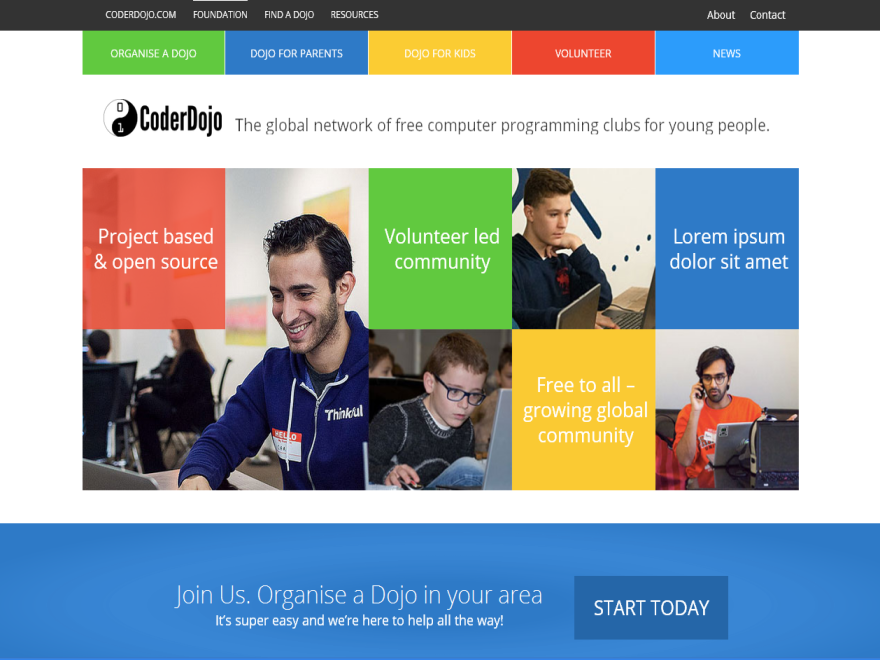 CODERDOJO.COM FOUNDATION FIND A DOJO RESOURCES About Contact
ORGANISE A DOJO DOJO FOR PARENTS DOJO FOR KIDS VOLUNTEER NEWS
0
1
CoderDojo The global network of free computer programming clubs for young people.
Project based
& open source
Volunteer led
community
Lorem ipsum
dolor sit amet
Thinkful
HELLO
Free to all –
growing global
community
Join Us. Organise a Dojo in your area
It's super easy and we're here to help all the way!
START TODAY